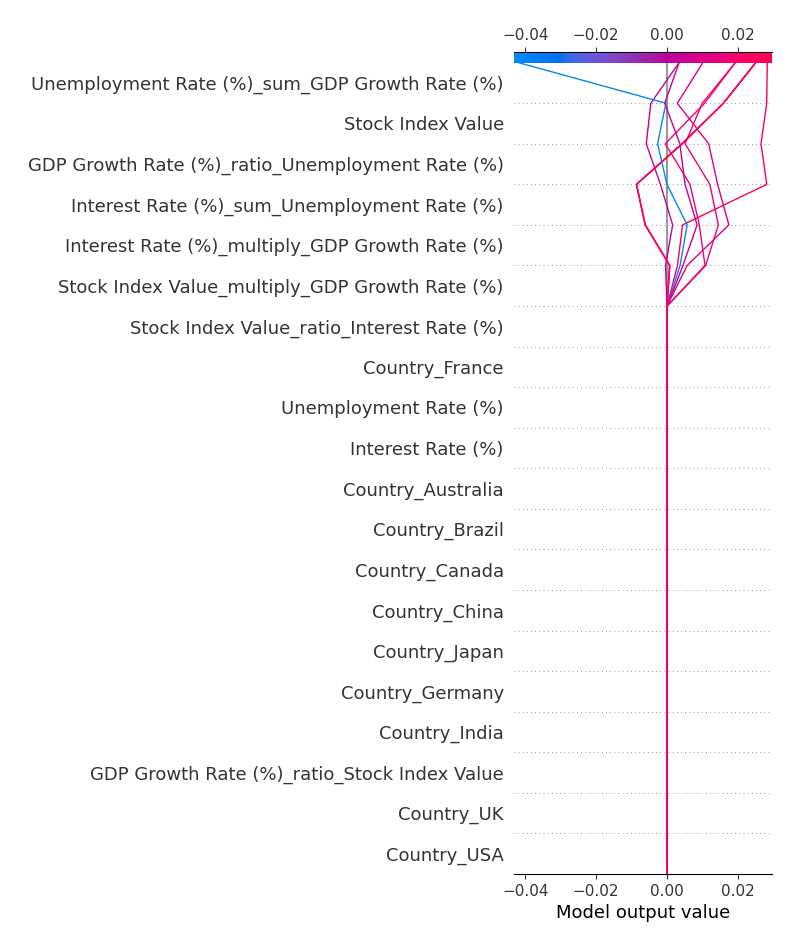 −0.04 −0.02 0.00 0.02
Unemployment Rate (%)_sum_GDP Growth Rate (%)
Stock Index Value
GDP Growth Rate (%)_ratio_Unemployment Rate (%)
Interest Rate (%)_sum_Unemployment Rate (%)
Interest Rate (%)_multiply_GDP Growth Rate (%)
Stock Index Value_multiply_GDP Growth Rate (%)
Stock Index Value_ratio_Interest Rate (%)
Country_France
Unemployment Rate (%)
Interest Rate (%)
Country_Australia
Country_Brazil
Country_Canada
Country_China
Country_Japan
Country_Germany
Country_India
GDP Growth Rate (%)_ratio_Stock Index Value
Country_UK
Country_USA
−0.04 −0.02 0.00 0.02
Model output value